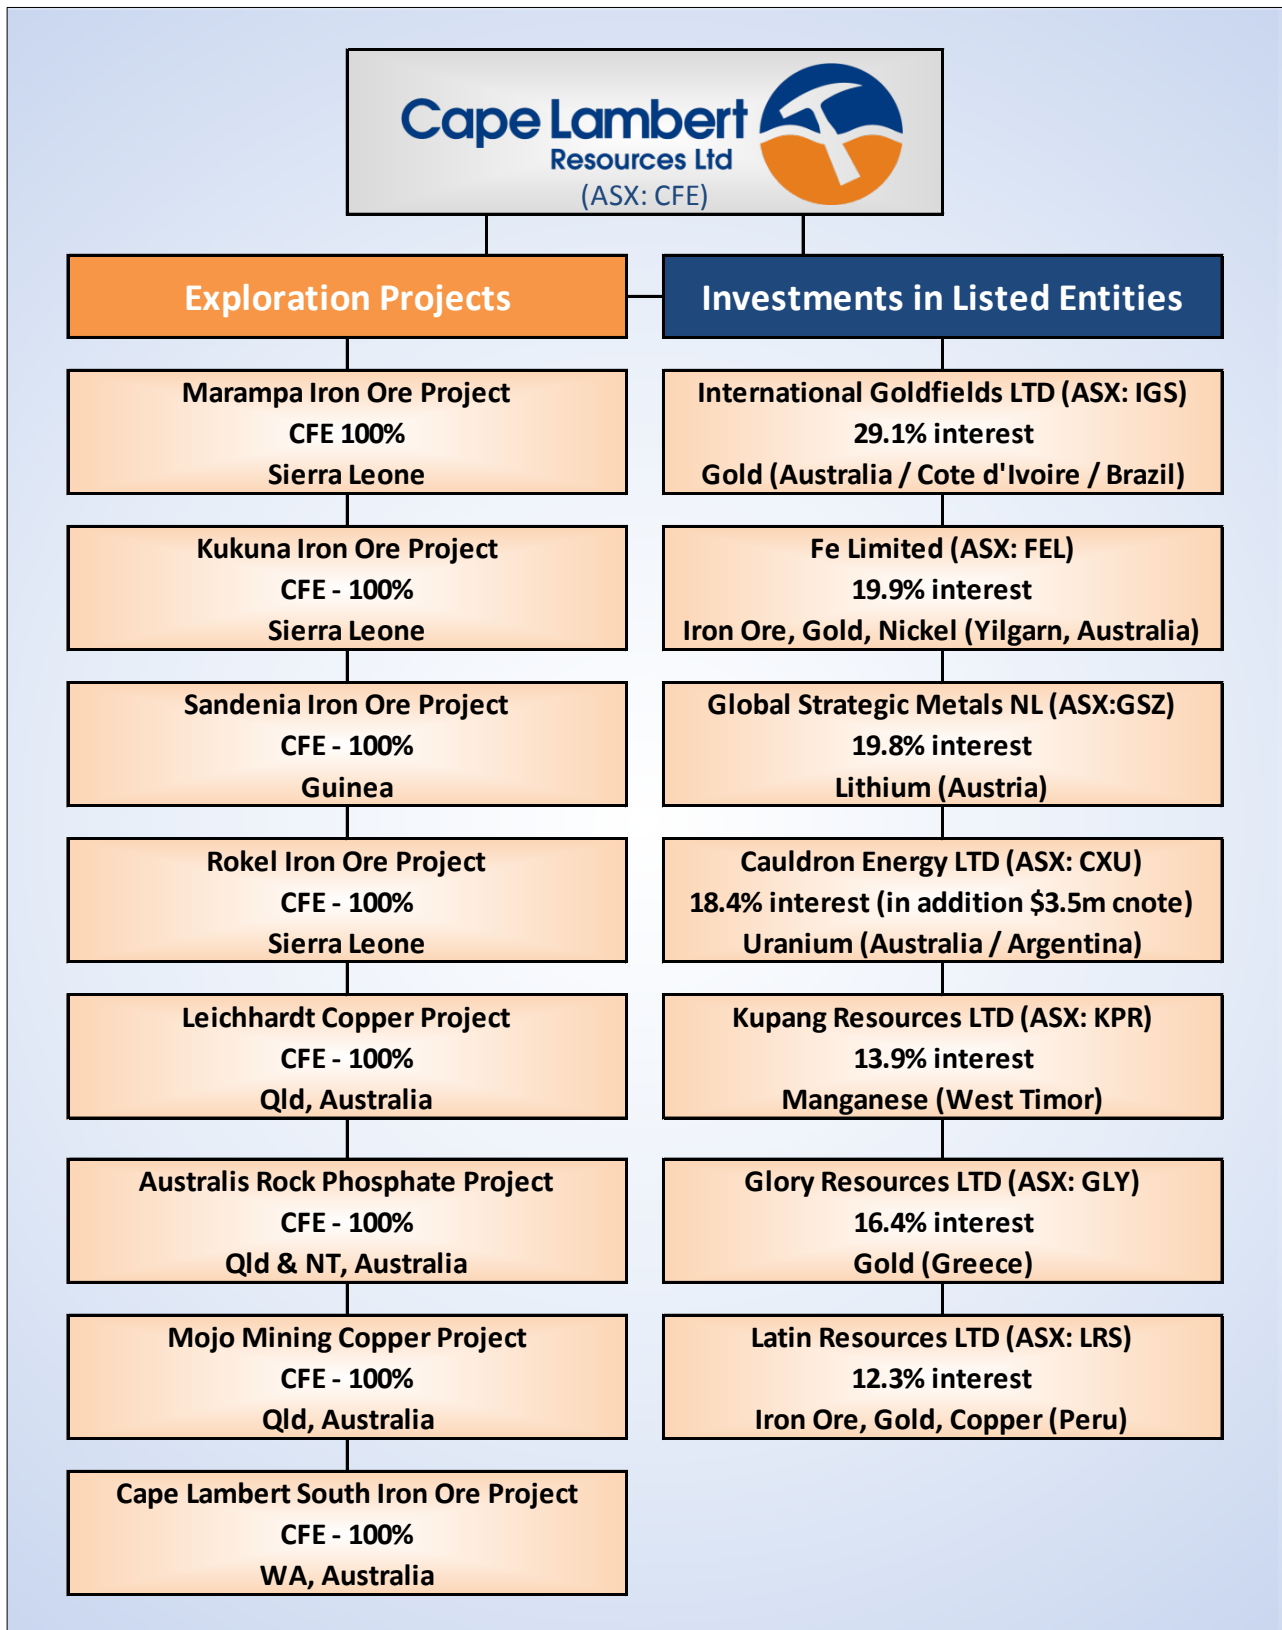 Cape Lambert
Resources Ltd
(ASX: CFE)
Exploration Projects
Marampa Iron Ore Project
CFE 100%
Sierra Leone
Kukuna Iron Ore Project
CFE - 100%
Sierra Leone
Sandenia Iron Ore Project
CFE - 100%
Guinea
Rokel Iron Ore Project
CFE - 100%
Sierra Leone
Leichhardt Copper Project
CFE - 100%
Qld, Australia
Australis Rock Phosphate Project
CFE - 100%
Qld & NT, Australia
Mojo Mining Copper Project
CFE - 100%
Qld, Australia
Cape Lambert South Iron Ore Project
CFE - 100%
WA, Australia
Investments in Listed Entities
International Goldfields LTD (ASX: IGS)
29.1% interest
Gold (Australia / Cote d'Ivoire / Brazil)
Fe Limited (ASX: FEL)
19.9% interest
Iron Ore, Gold, Nickel (Yilgarn, Australia)
Global Strategic Metals NL (ASX:GSZ)
19.8% interest
Lithium (Austria)
Cauldron Energy LTD (ASX: CXU)
18.4% interest (in addition $3.5m cnote)
Uranium (Australia / Argentina)
Kupang Resources LTD (ASX: KPR)
13.9% interest
Manganese (West Timor)
Glory Resources LTD (ASX: GLY)
16.4% interest
Gold (Greece)
Latin Resources LTD (ASX: LRS)
12.3% interest
Iron Ore, Gold, Copper (Peru)